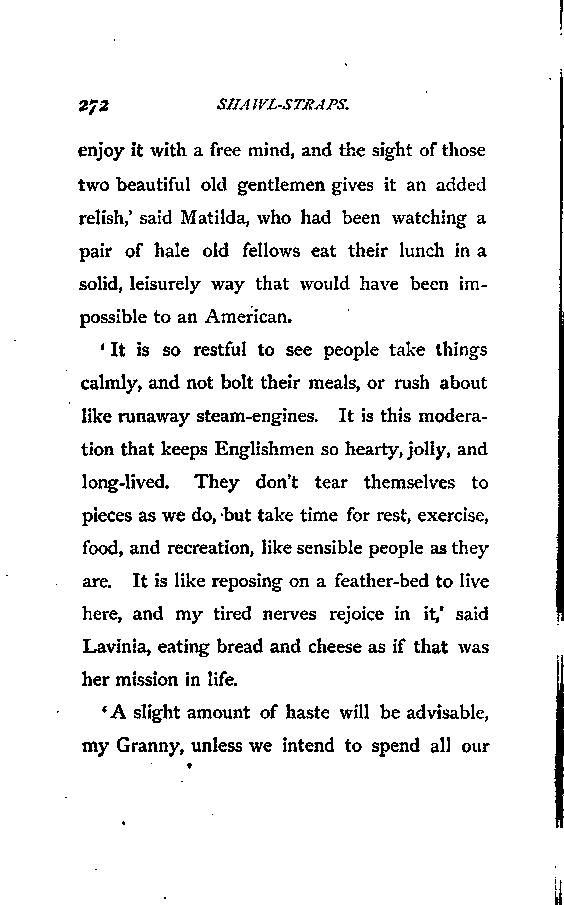 272 SHAWL-STRAPS.
enjoy it with a free mind, and the sight of those
two beautiful old gentlemen gives it an added
relish,' said Matilda, who had been watching a
pair of hale old fellows eat their lunch in a
solid, leisurely way that would have been im-
possible to an American.
'It is so restful to see people take things
calmly, and not bolt their meals, or rush about
like runaway steam-engines. It is this modera-
tion that keeps Englishmen so hearty, jolly, and
long-lived. They don't tear themselves to
pieces as we do, but take time for rest, exercise,
food, and recreation, like sensible people as they
are. It is like reposing on a feather-bed to live
here, and my tired nerves rejoice in it,' said
Lavinia, eating bread and cheese as if that was
her mission in life.
'A slight amount of haste will be advisable,
my Granny, unless we intend to spend all our